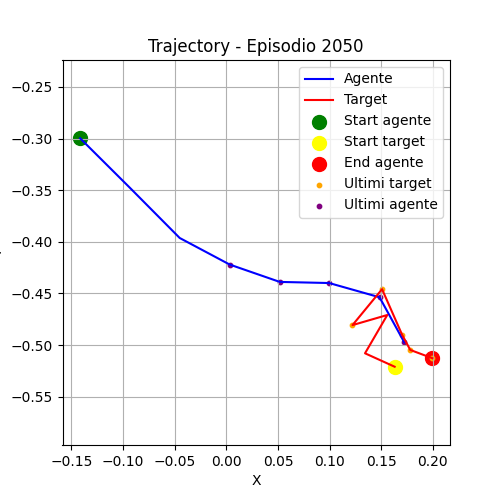 Trajectory - Episodio 2050
Agente
Target
Start agente
Start target
End agente
Ultimi target
Ultimi agente
−0.25
−0.30
−0.35
−0.40
−0.45
−0.50
−0.55
−0.15
−0.10
−0.05
0.00
0.05
0.10
0.15
0.20
X